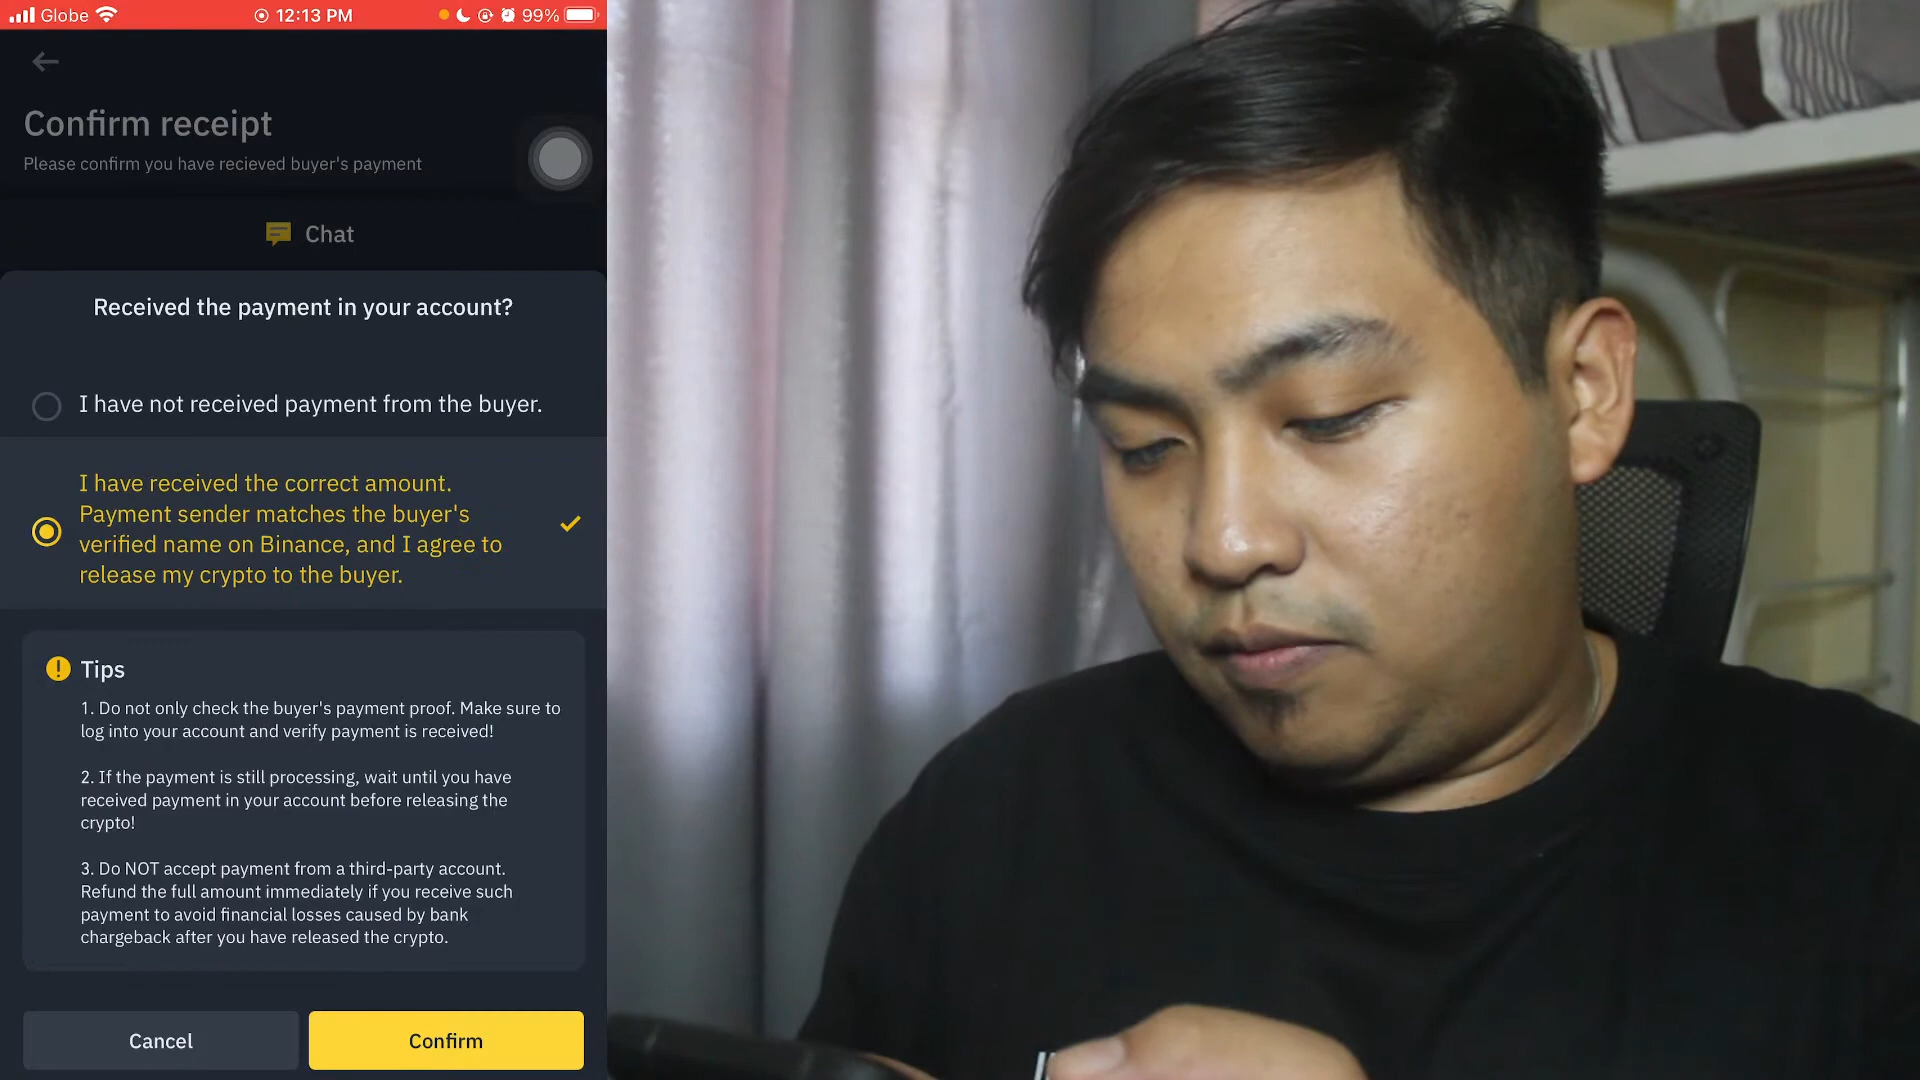 Globe 12:13 PM 99%
Confirm receipt
Please confirm you have recieved buyer's payment
Chat
Received the payment in your account?
I have not received payment from the buyer.
I have received the correct amount.
Payment sender matches the buyer's
verified name on Binance, and I agree to
release my crypto to the buyer.
Tips
1. Do not only check the buyer's payment proof. Make sure to
log into your account and verify payment is received!
2. If the payment is still processing, wait until you have
received payment in your account before releasing the
crypto!
3. Do NOT accept payment from a third-party account.
Refund the full amount immediately if you receive such
payment to avoid financial losses caused by bank
chargeback after you have released the crypto.
Cancel
Confirm